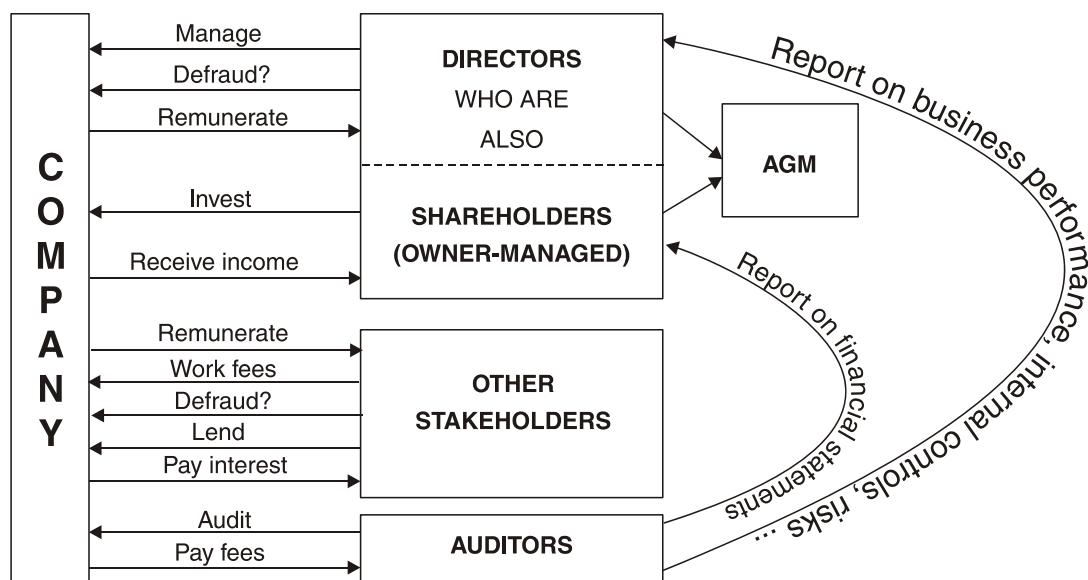 COMPANY
Manage
Defraud?
Remunerate
Invest
Receive income
DIRECTORS
WHO ARE
ALSO
SHAREHOLDERS
(OWNER-MANAGED)
AGM
Remunerate
Work fees
Defraud?
Lend
Pay interest
OTHER
STAKEHOLDERS
Audit
Pay fees
AUDITORS
Report on financial statements
Report on business performance, internal controls, risks ...